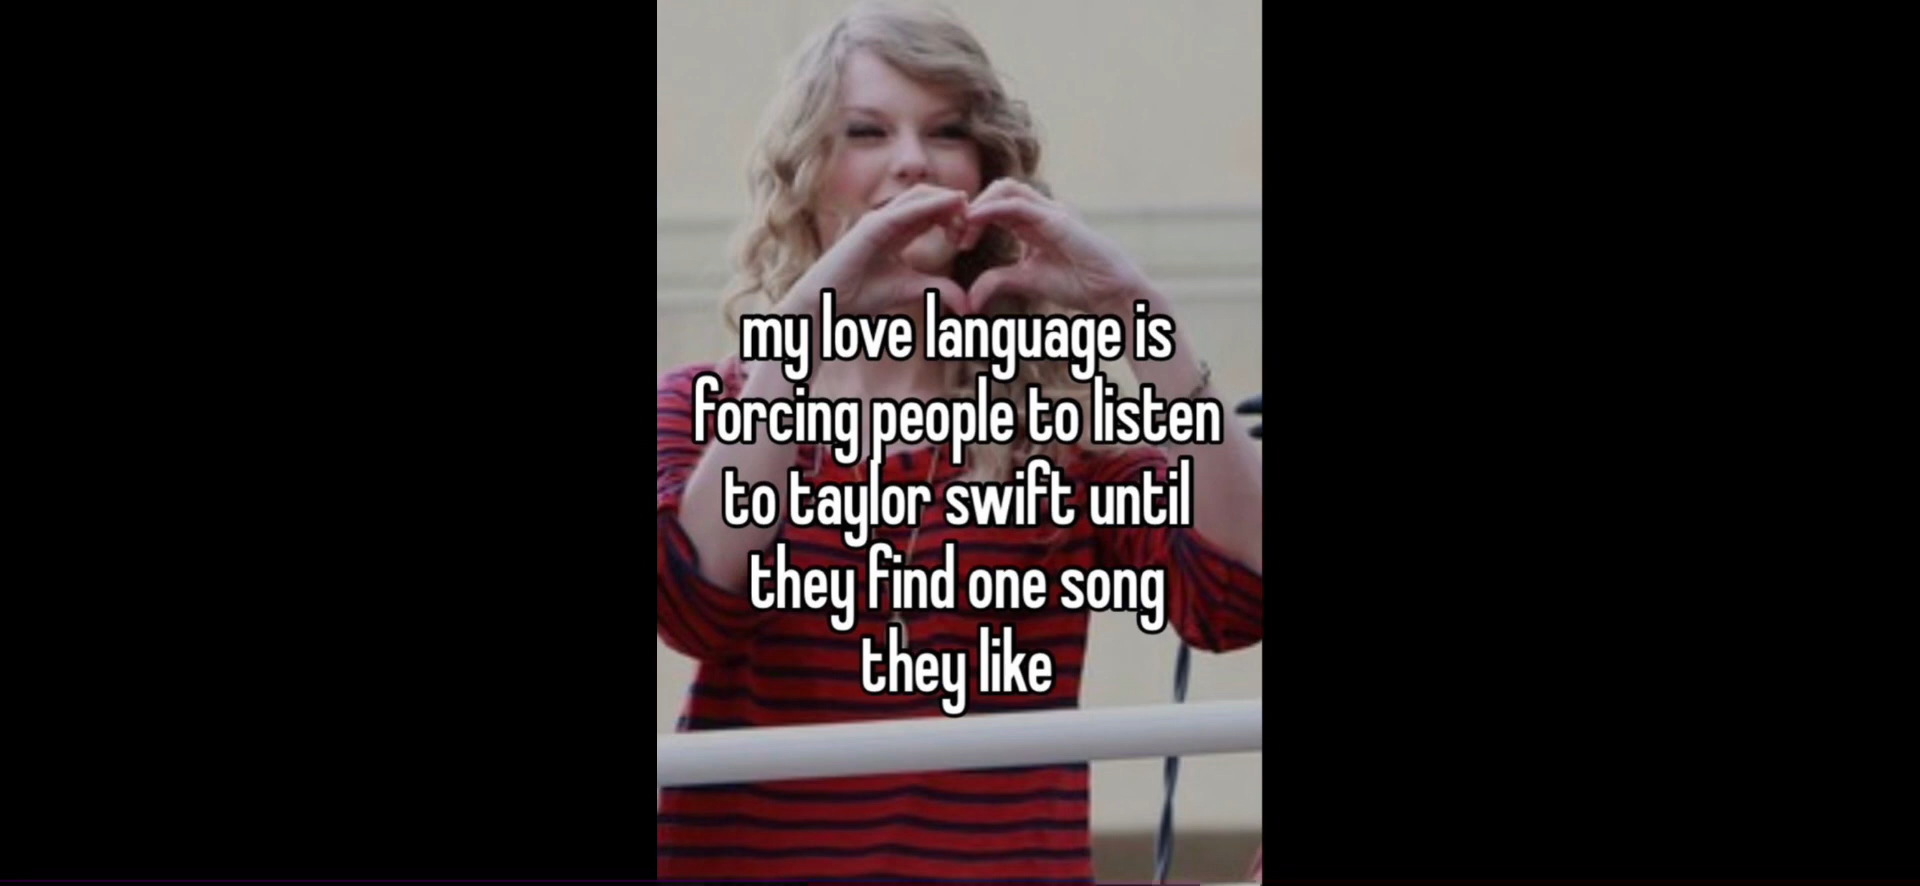 my love language is
forcing people to listen
to taylor swift until
they find one song
they like